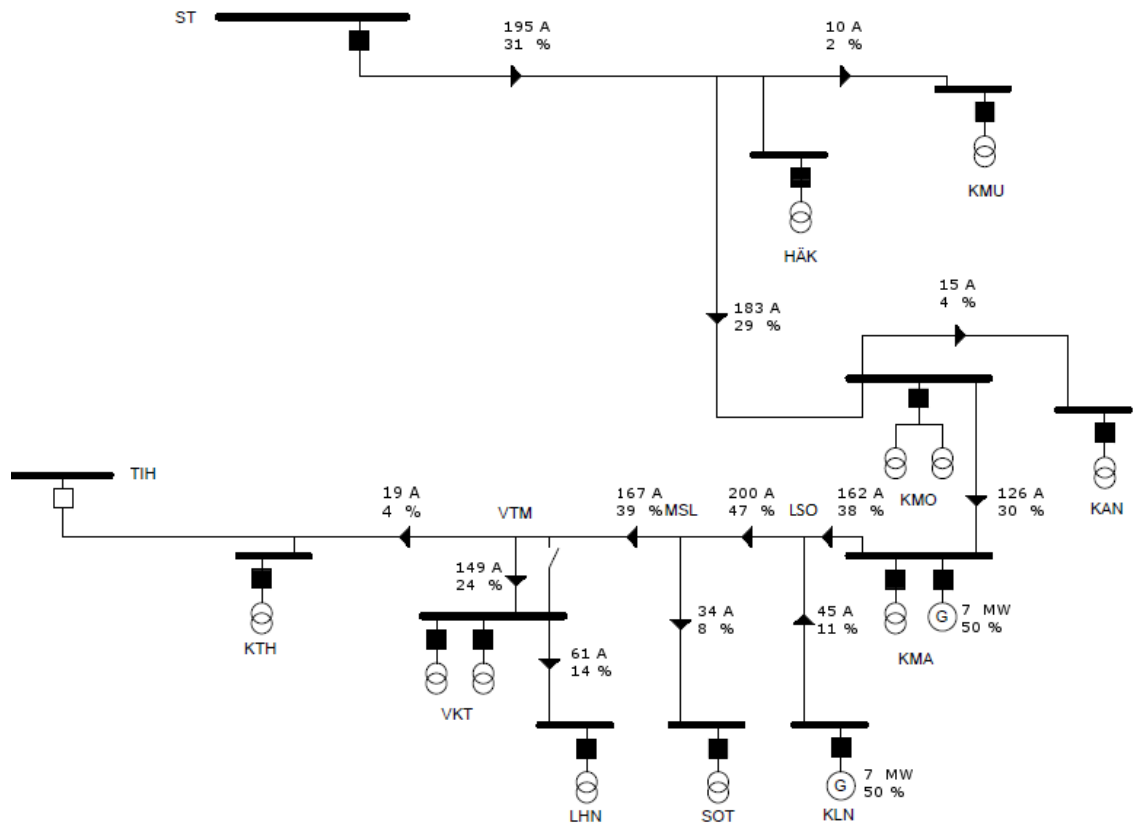 ST
195 A
31 %
10 A
2 %
KMU
HÄK
15 A
4 %
183 A
29 %
KMO
KAN
TIH
19 A
4 %
VTM
167 A
39 %
MSL
200 A
47 %
LSO
162 A
38 %
126 A
30 %
149 A
24 %
34 A
8 %
45 A
11 %
G
7 MW
50 %
KTH
KMA
61 A
14 %
VKT
G
7 MW
50 %
LHN
SOT
KLN